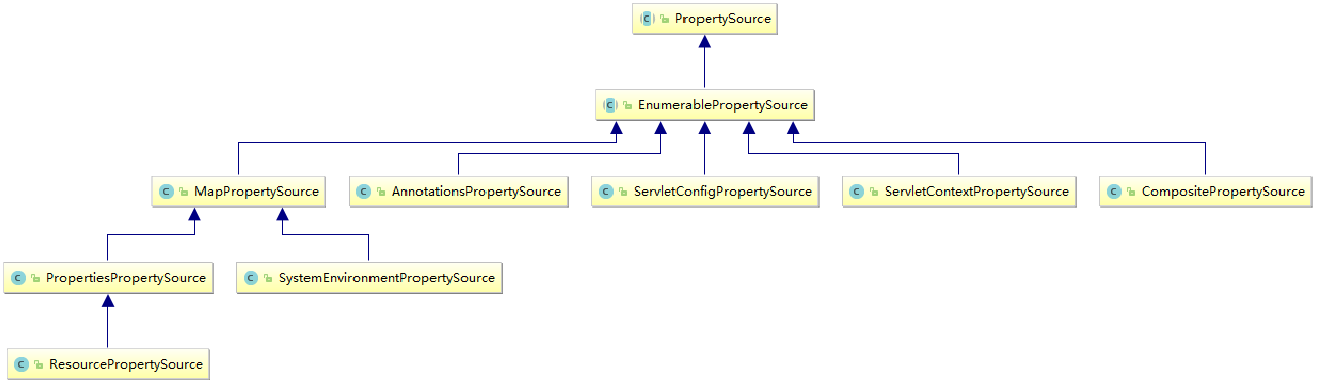 C PropertySource
C EnumerablePropertySource
C MapPropertySource
C AnnotationsPropertySource
C ServletConfigPropertySource
C ServletContextPropertySource
C CompositePropertySource
C PropertiesPropertySource
C SystemEnvironmentPropertySource
C ResourcePropertySource